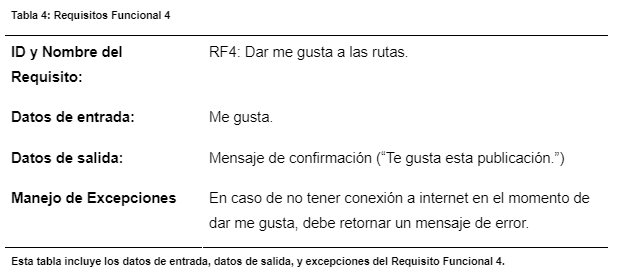 Tabla 4: Requisitos Funcional 4
ID y Nombre del RF4: Dar me gusta a las rutas.
Requisito:
Datos de entrada: Me gusta.
Datos de salida: Mensaje de confirmación (“Te gusta esta publicación.”)
Manejo de Excepciones En caso de no tener conexión a internet en el momento de
dar me gusta, debe retornar un mensaje de error.
Esta tabla incluye los datos de entrada, datos de salida, y excepciones del Requisito Funcional 4.